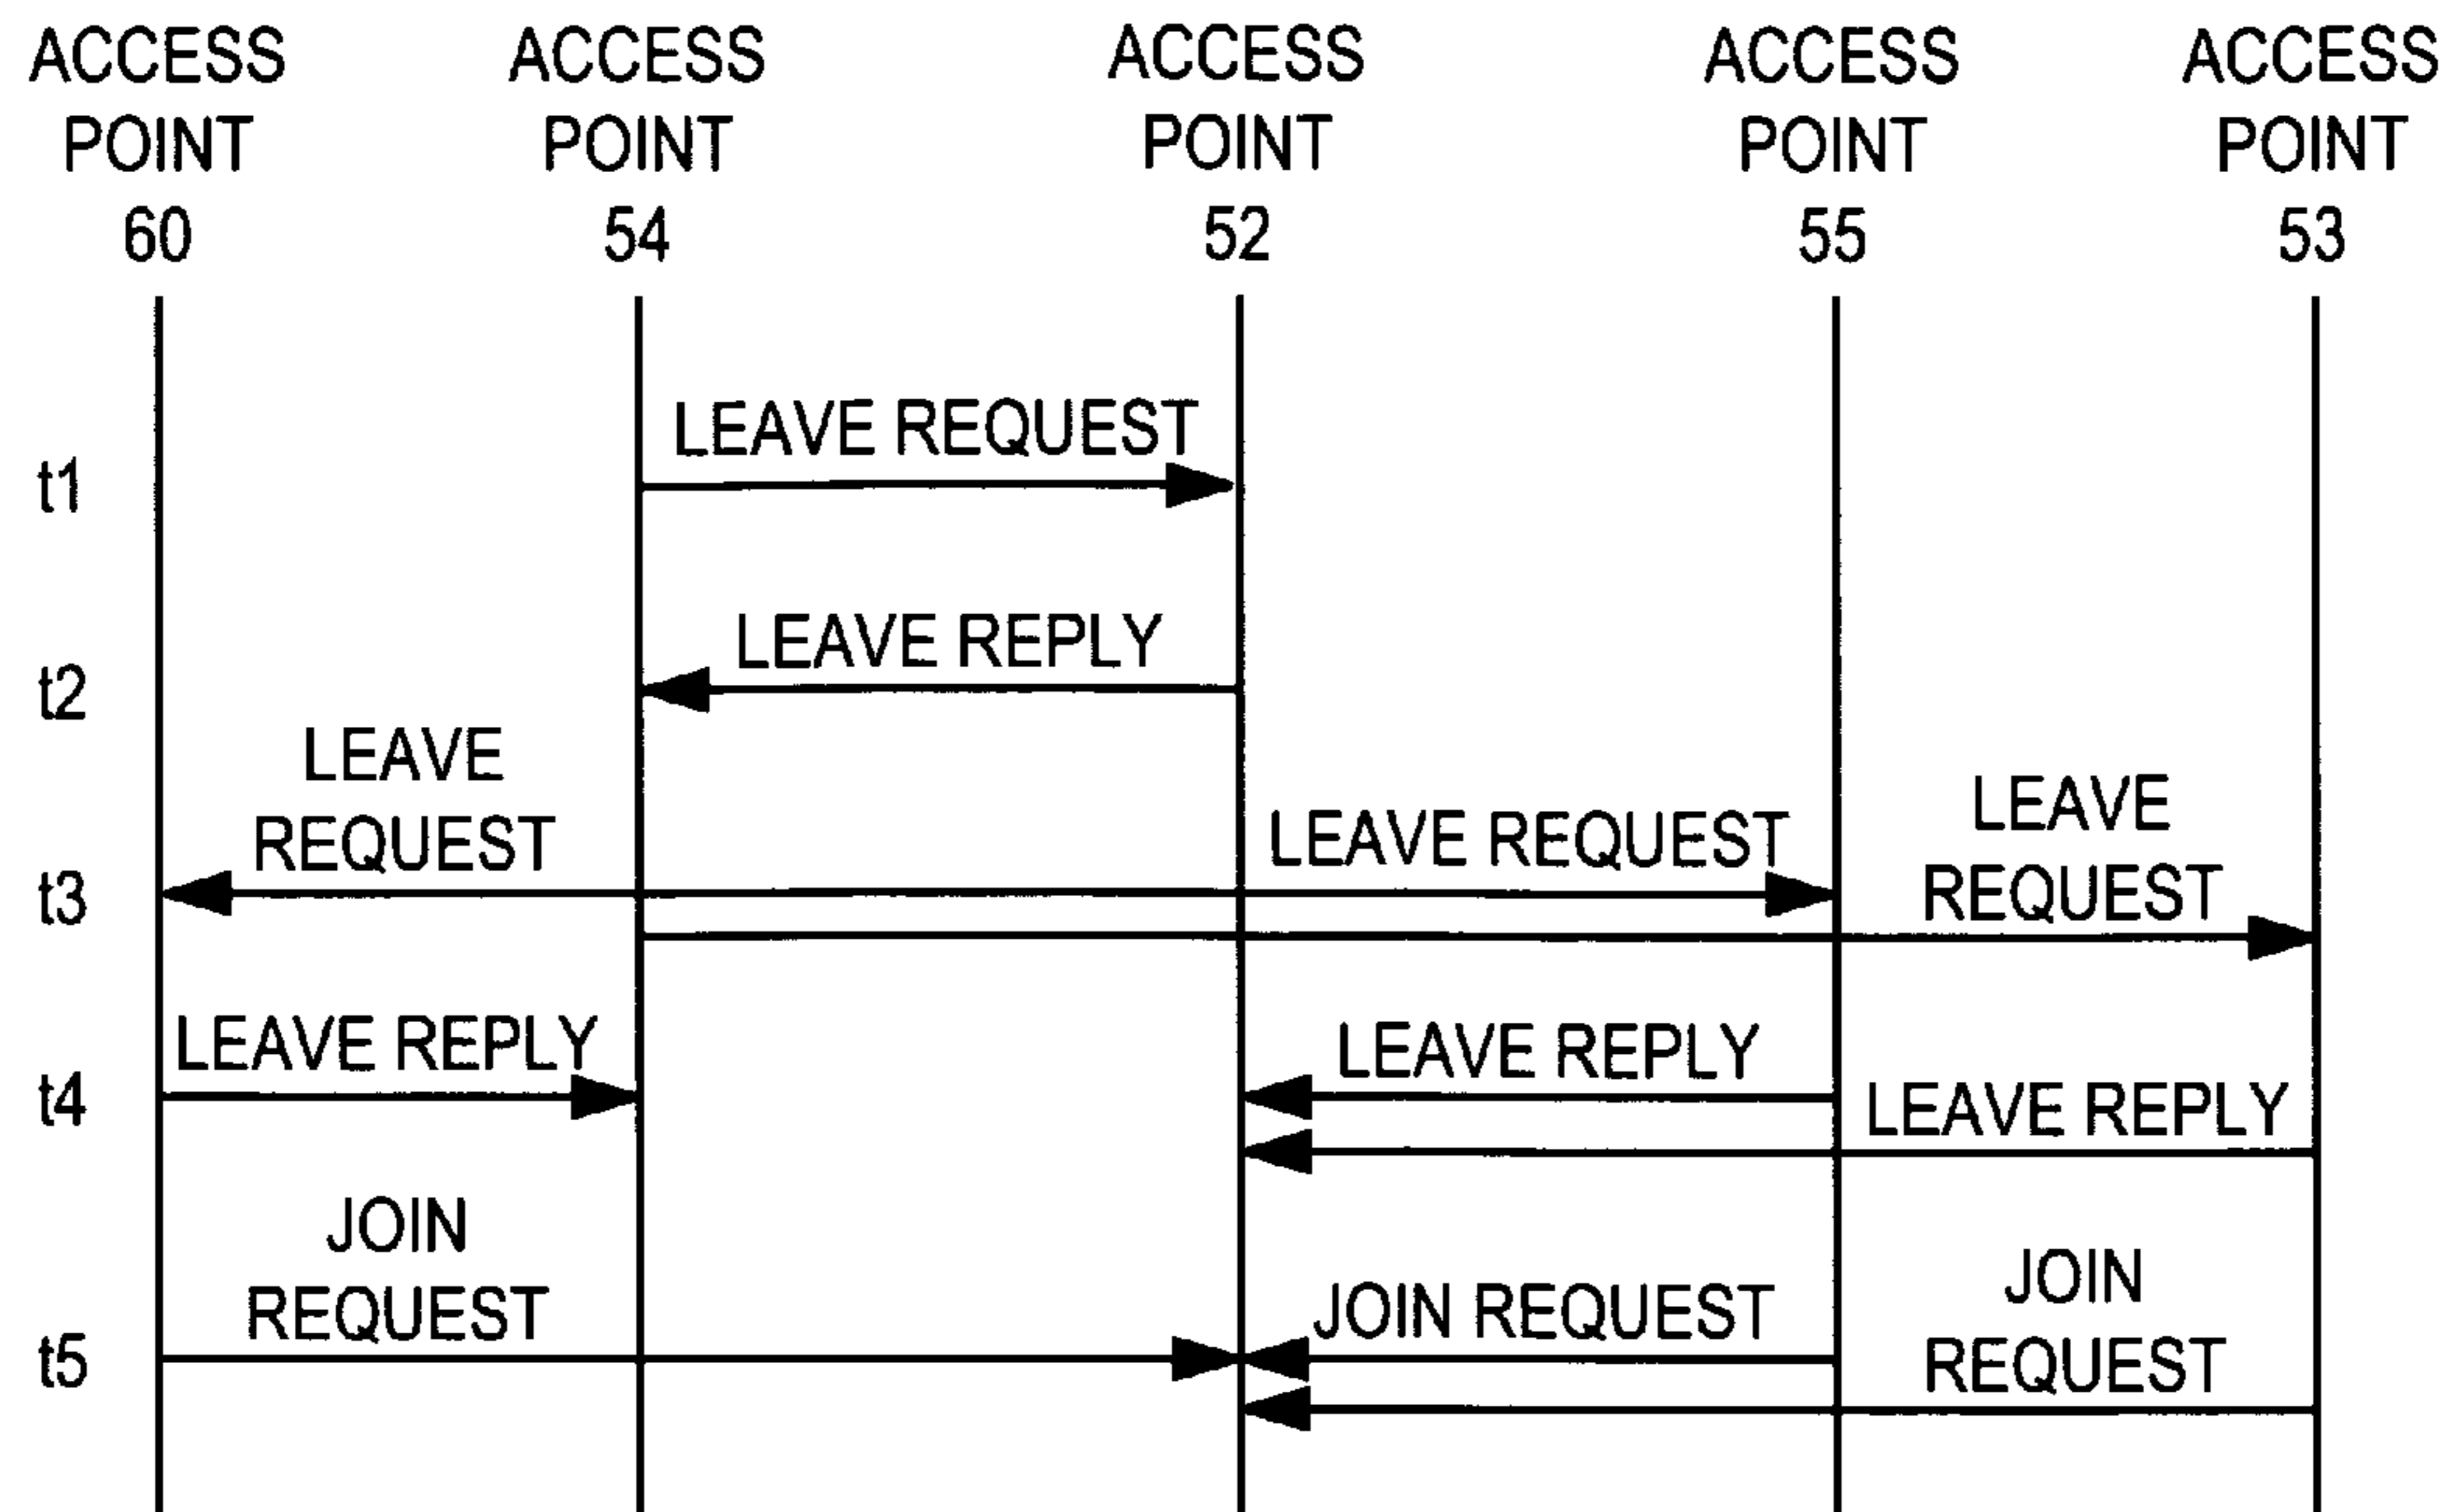 ACCESS POINT 60
ACCESS POINT 54
ACCESS POINT 52
ACCESS POINT 55
ACCESS POINT 53
LEAVE REQUEST
t1
LEAVE REPLY
t2
LEAVE
REQUEST
LEAVE REQUEST
LEAVE
REQUEST
t3
LEAVE REPLY
LEAVE REPLY
LEAVE REPLY
t4
JOIN
REQUEST
JOIN REQUEST
JOIN
REQUEST
t5